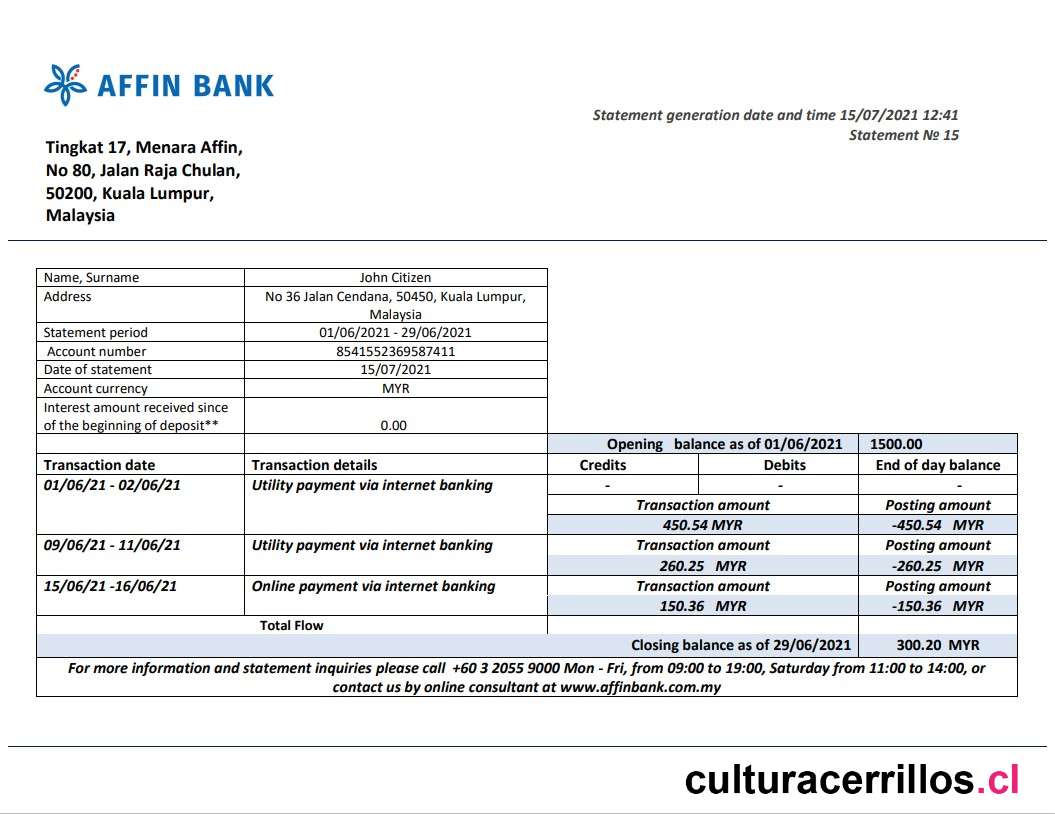 AFFIN BANK
Statement generation date and time 15/07/2021 12:41
Statement № 15
Tingkat 17, Menara Affin,
No 80, Jalan Raja Chulan,
50200, Kuala Lumpur,
Malaysia
Name, Surname John Citizen
Address No 36 Jalan Cendana, 50450, Kuala Lumpur,
Malaysia
Statement period 01/06/2021 - 29/06/2021
Account number 8541552369587411
Date of statement 15/07/2021
Account currency MYR
Interest amount received since
of the beginning of deposit** 0.00
Opening balance as of 01/06/2021 1500.00
Transaction date Transaction details Credits Debits End of day balance
01/06/21 - 02/06/21 Utility payment via internet banking - - -
Transaction amount Posting amount
450.54 MYR -450.54 MYR
09/06/21 - 11/06/21 Utility payment via internet banking Transaction amount Posting amount
260.25 MYR -260.25 MYR
15/06/21 -16/06/21 Online payment via internet banking Transaction amount Posting amount
150.36 MYR -150.36 MYR
Total Flow
Closing balance as of 29/06/2021 300.20 MYR
For more information and statement inquiries please call +60 3 2055 9000 Mon - Fri, from 09:00 to 19:00, Saturday from 11:00 to 14:00, or
contact us by online consultant at www.affinbank.com.my
culturacerrillos.cl